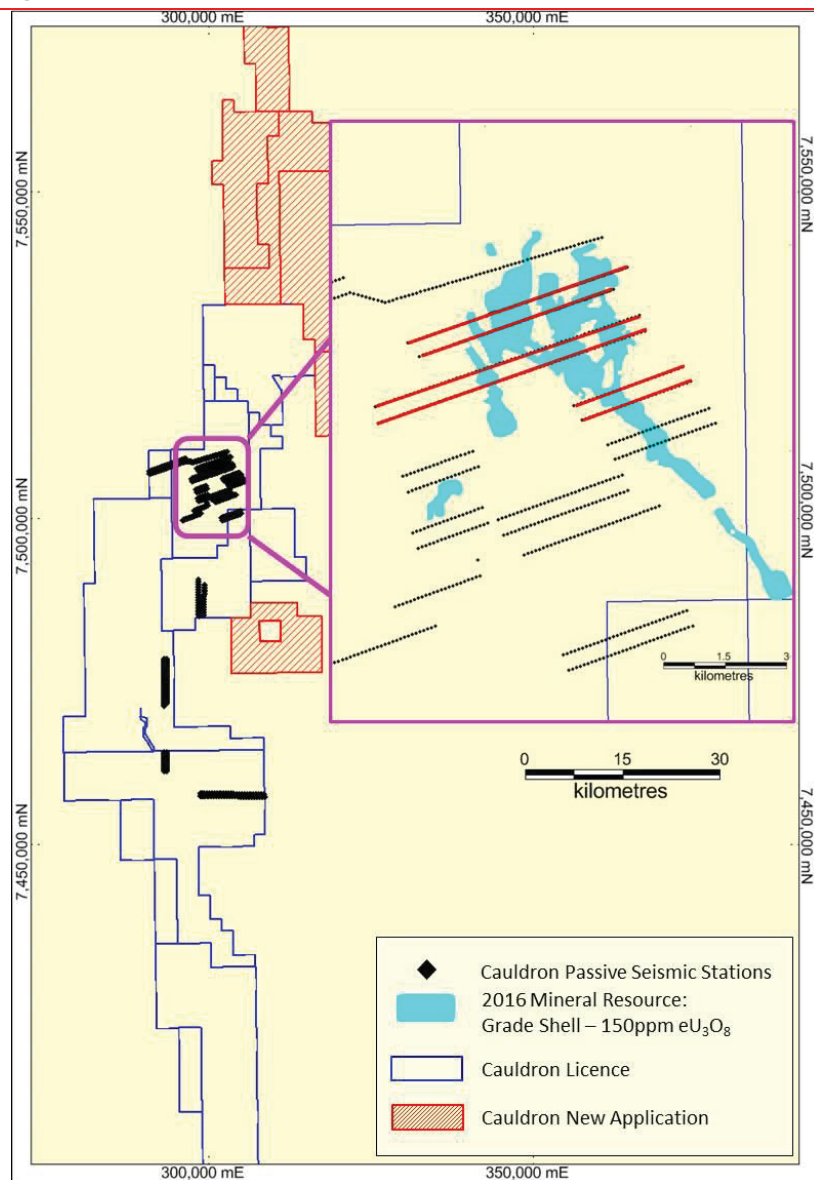 300,000 mE
350,000 mE
7,550,000 mN
7,550,000 mN
7,500,000 mN
7,500,000 mN
0
1.5
3
kilometres
0
15
30
kilometres
7,450,000 mN
7,450,000 mN
Cauldron Passive Seismic Stations
2016 Mineral Resource:
Grade Shell – 150ppm eU₃O₈
Cauldron Licence
Cauldron New Application
300,000 mE
350,000 mE